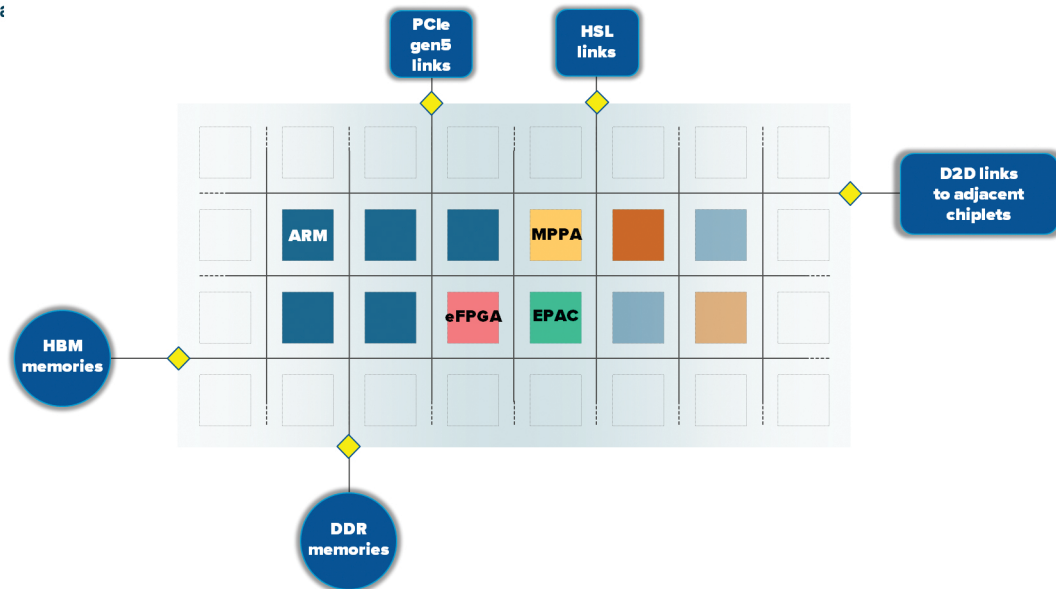 PCIe
gen5
links
HSL
links
D2D links
to adjacent
chiplets
ARM
MPPA
eFPGA
EPAC
HBM
memories
DDR
memories